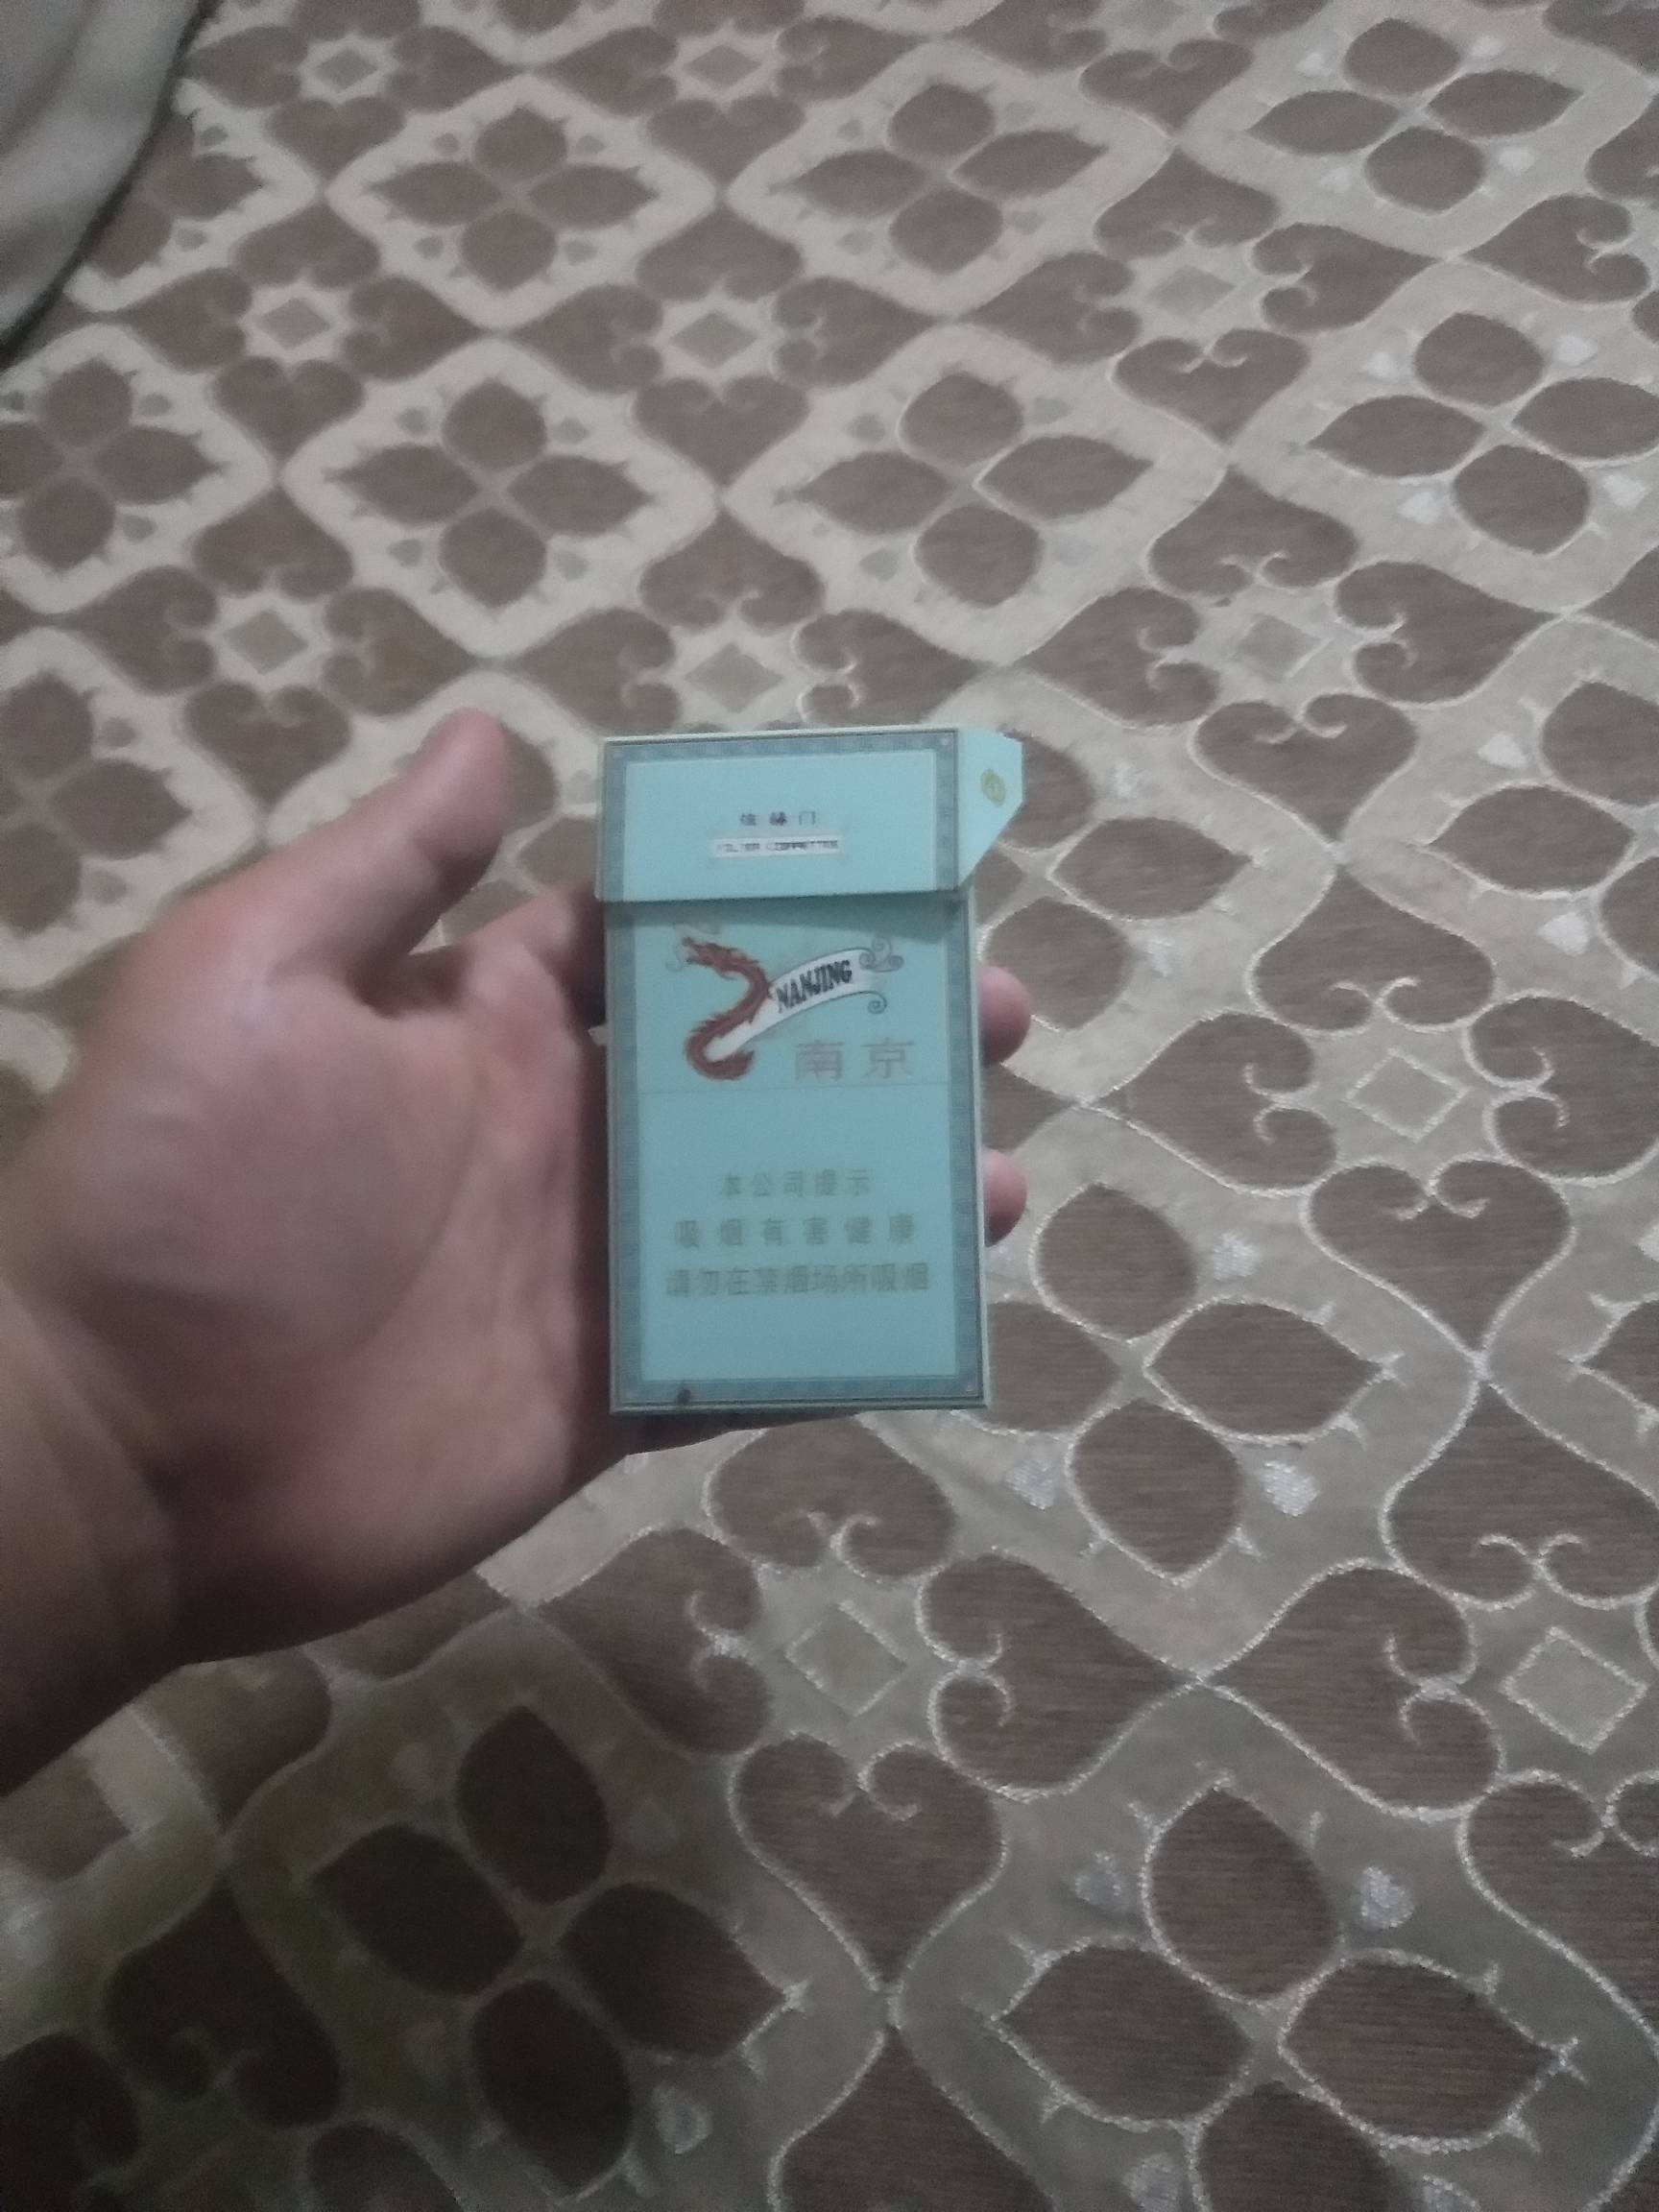 炫赫门
FILTER CIGARETTES
NANJING
南京
本公司提示
吸烟有害健康
请勿在禁烟场所吸烟